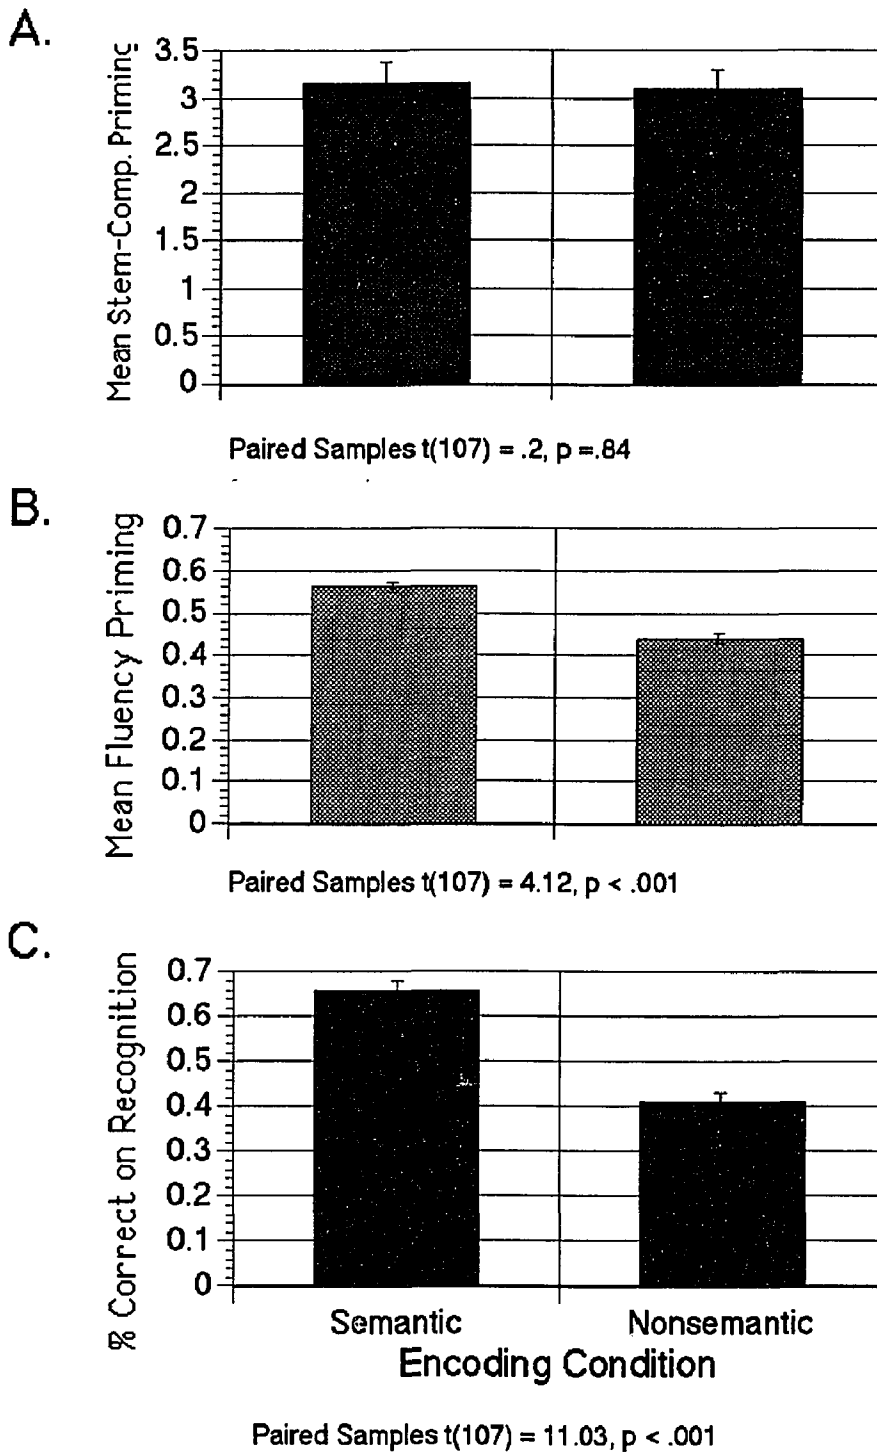 A.
Mean Stem-Comp. Priming
3.5
3
2.5
2
1.5
1
0.5
0
Paired Samples t(107) = .2, p =.84
B.
Mean Fluency Priming
0.7
0.6
0.5
0.4
0.3
0.2
0.1
0
Paired Samples t(107) = 4.12, p < .001
C.
% Correct on Recognition
0.7
0.6
0.5
0.4
0.3
0.2
0.1
0
Semantic Nonsemantic
Encoding Condition
Paired Samples t(107) = 11.03, p < .001